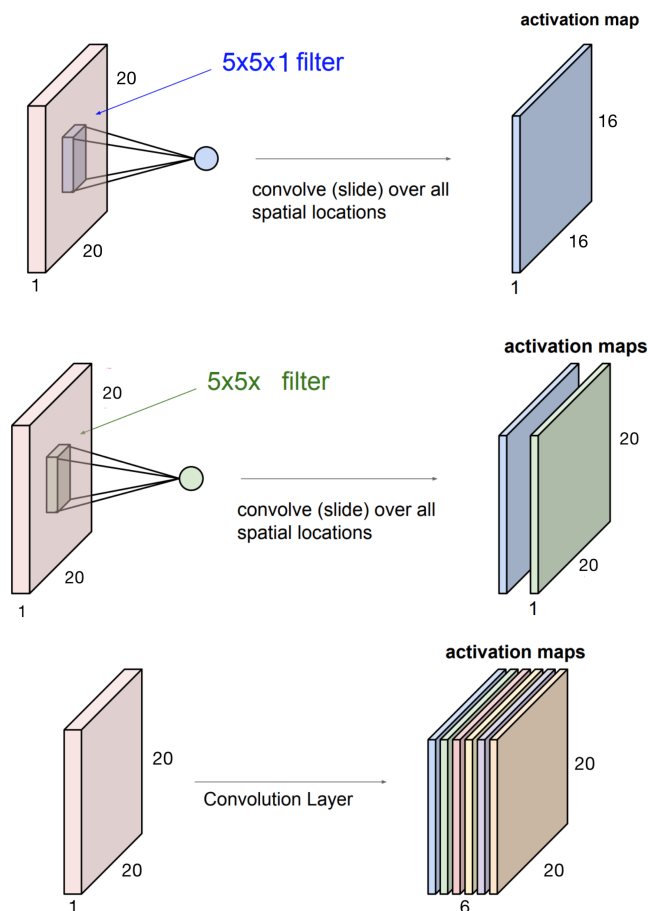 activation map
20
5x5x1 filter
16
convolve (slide) over all
spatial locations
20
16
1
1
activation maps
20
5x5x filter
20
convolve (slide) over all
spatial locations
20
20
1
1
activation maps
20
20
Convolution Layer
20
20
1
6